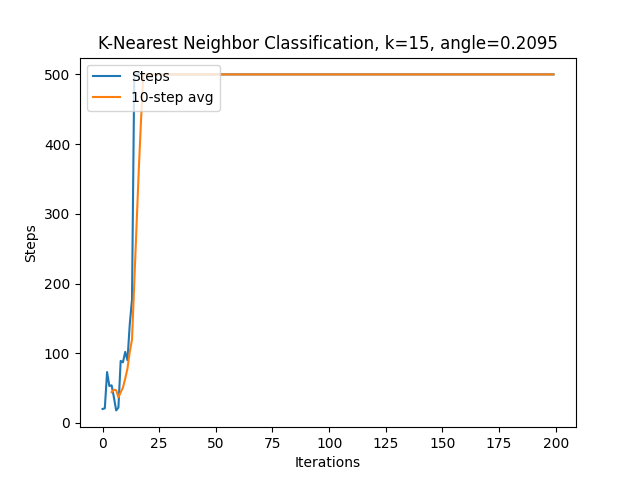 K-Nearest Neighbor Classification, k=15, angle=0.2095
500
400
300
200
100
0
Steps
Steps
10-step avg
0 25 50 75 100 125 150 175 200
Iterations